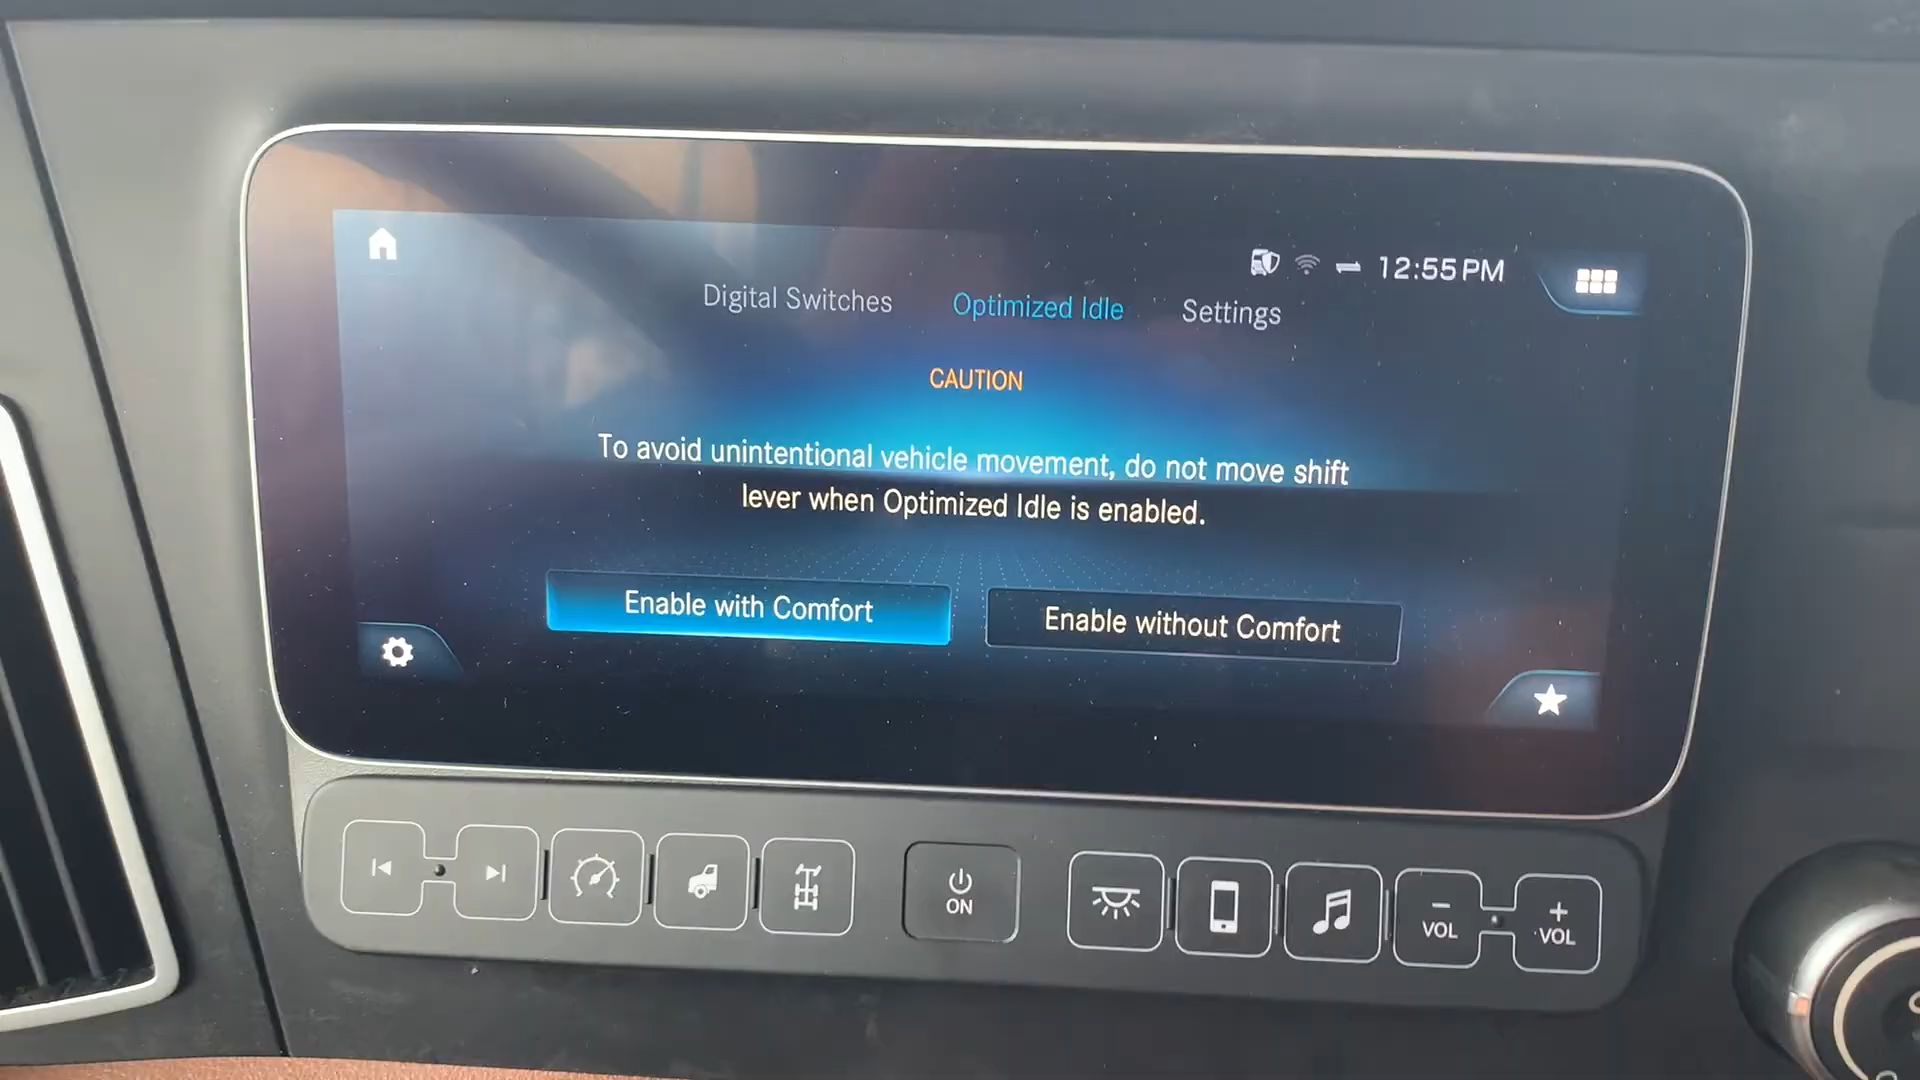 12:55 PM
Digital Switches
Optimized Idle
Settings
CAUTION
To avoid unintentional vehicle movement, do not move shift
lever when Optimized Idle is enabled.
Enable with Comfort
Enable without Comfort
ON
VOL
VOL